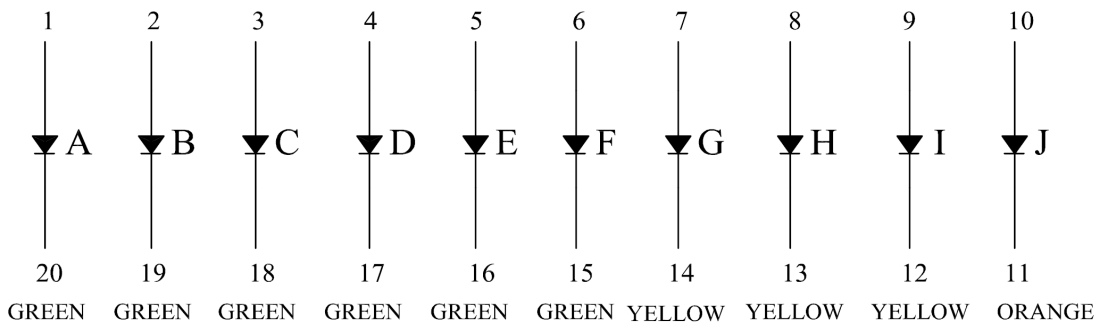 1 2 3 4 5 6 7 8 9 10
A B C D E F G H I J
20 19 18 17 16 15 14 13 12 11
GREEN GREEN GREEN GREEN GREEN GREEN YELLOW YELLOW YELLOW ORANGE